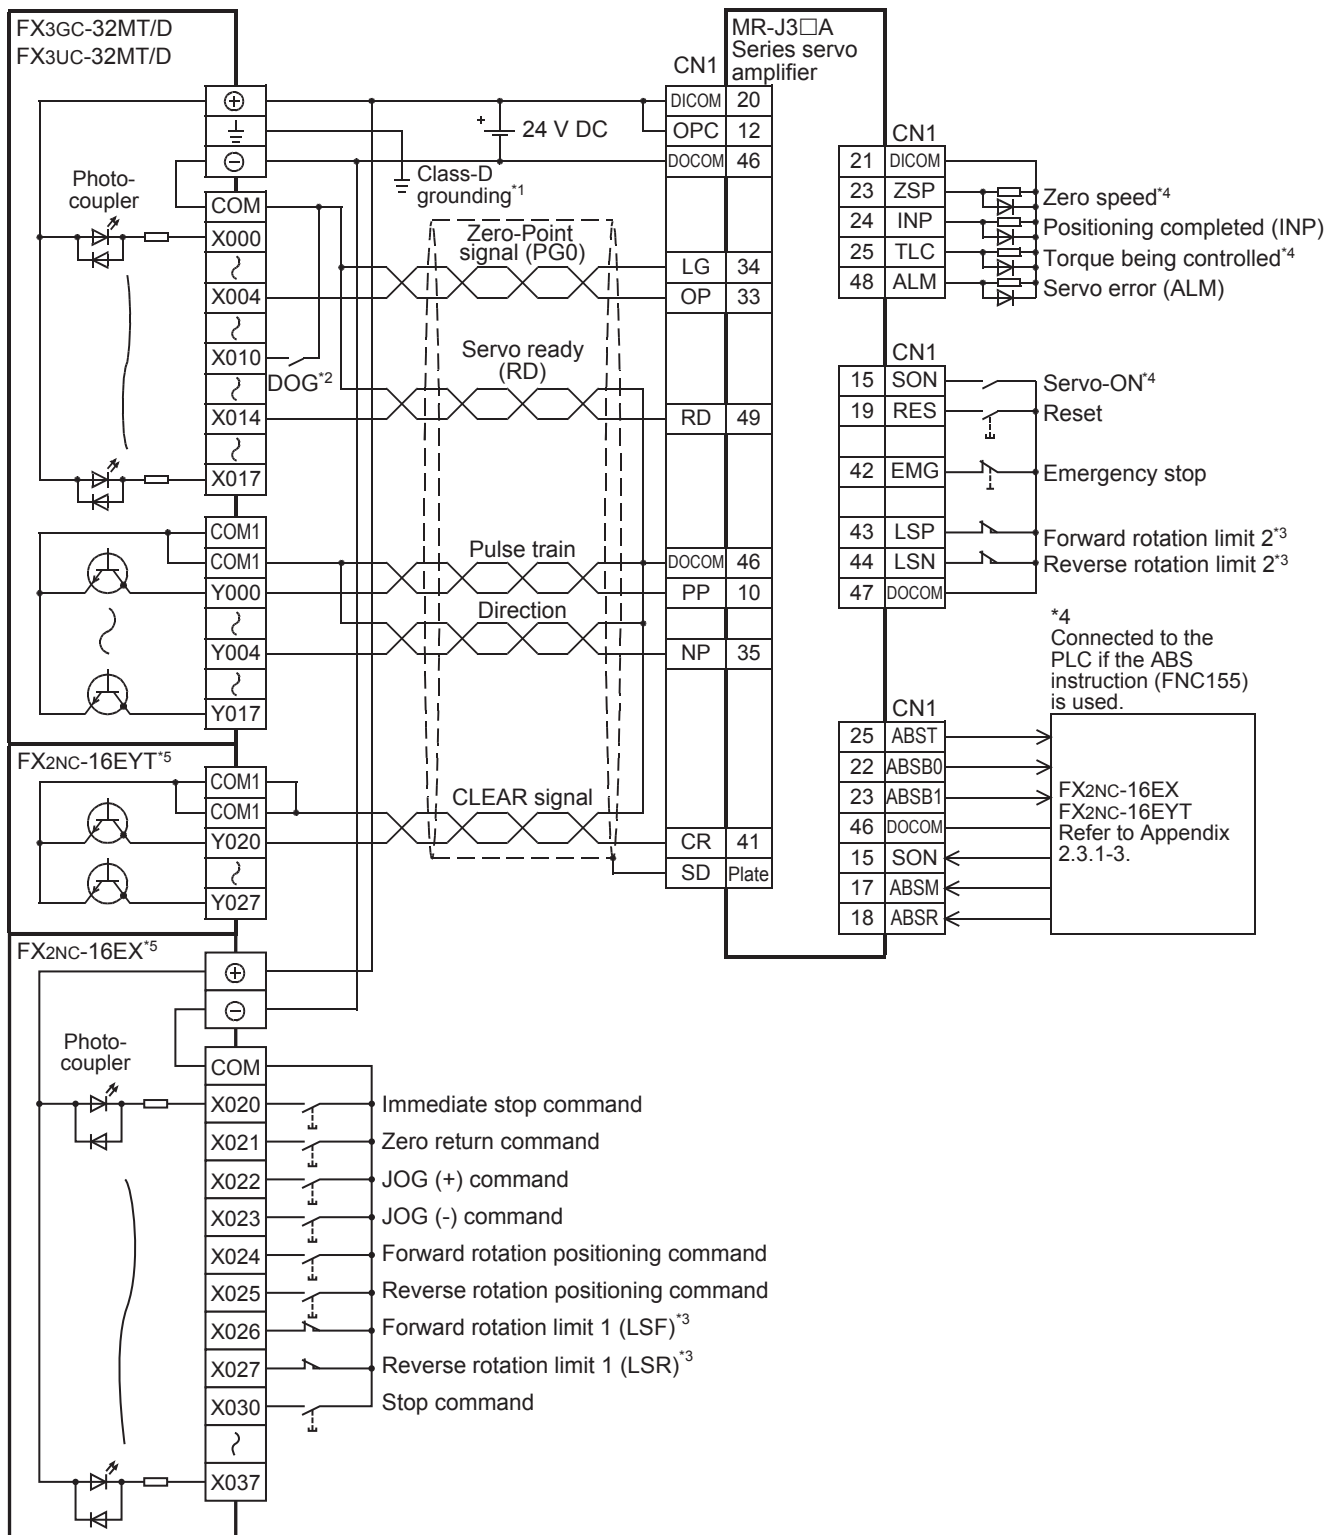 FX3GC-32MT/D
FX3UC-32MT/D
MR-J3□A
Series servo
amplifier
CN1
⊕
DICOM 20
24 V DC
OPC 12
⊖
DOCOM 46
Class-D
grounding*1
Photo-
coupler
COM
X000
Zero-Point
signal (PG0)
LG 34
X004
OP 33
X010
DOG*2
Servo ready
(RD)
X014
RD 49
X017
COM1
COM1
Pulse train
DOCOM 46
Y000
PP 10
Direction
Y004
NP 35
Y017
CN1
21 DICOM
23 ZSP
Zero speed*4
24 INP
Positioning completed (INP)
25 TLC
Torque being controlled*4
48 ALM
Servo error (ALM)
CN1
15 SON
Servo-ON*4
19 RES
Reset
42 EMG
Emergency stop
43 LSP
Forward rotation limit 2*3
44 LSN
Reverse rotation limit 2*3
47 DOCOM
*4
Connected to the
PLC if the ABS
instruction (FNC155)
is used.
CN1
25 ABST
22 ABSB0
23 ABSB1
46 DOCOM
15 SON
17 ABSM
18 ABSR
FX2NC-16EX
FX2NC-16EYT
Refer to Appendix
2.3.1-3.
FX2NC-16EYT*5
COM1
COM1
CLEAR signal
Y020
CR 41
SD Plate
Y027
FX2NC-16EX*5
⊕
⊖
Photo-
coupler
COM
X020
Immediate stop command
X021
Zero return command
X022
JOG (+) command
X023
JOG (-) command
X024
Forward rotation positioning command
X025
Reverse rotation positioning command
X026
Forward rotation limit 1 (LSF)*3
X027
Reverse rotation limit 1 (LSR)*3
X030
Stop command
X037